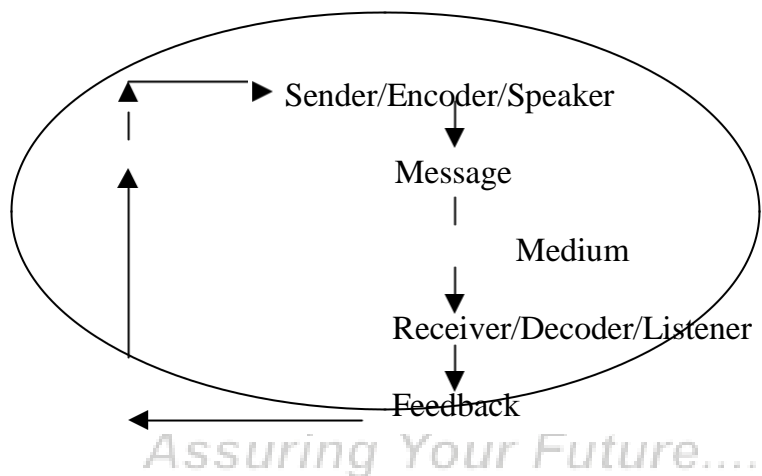 Sender/Encoder/Speaker
Message
Medium
Receiver/Decoder/Listener
Feedback
Assuring Your Future....